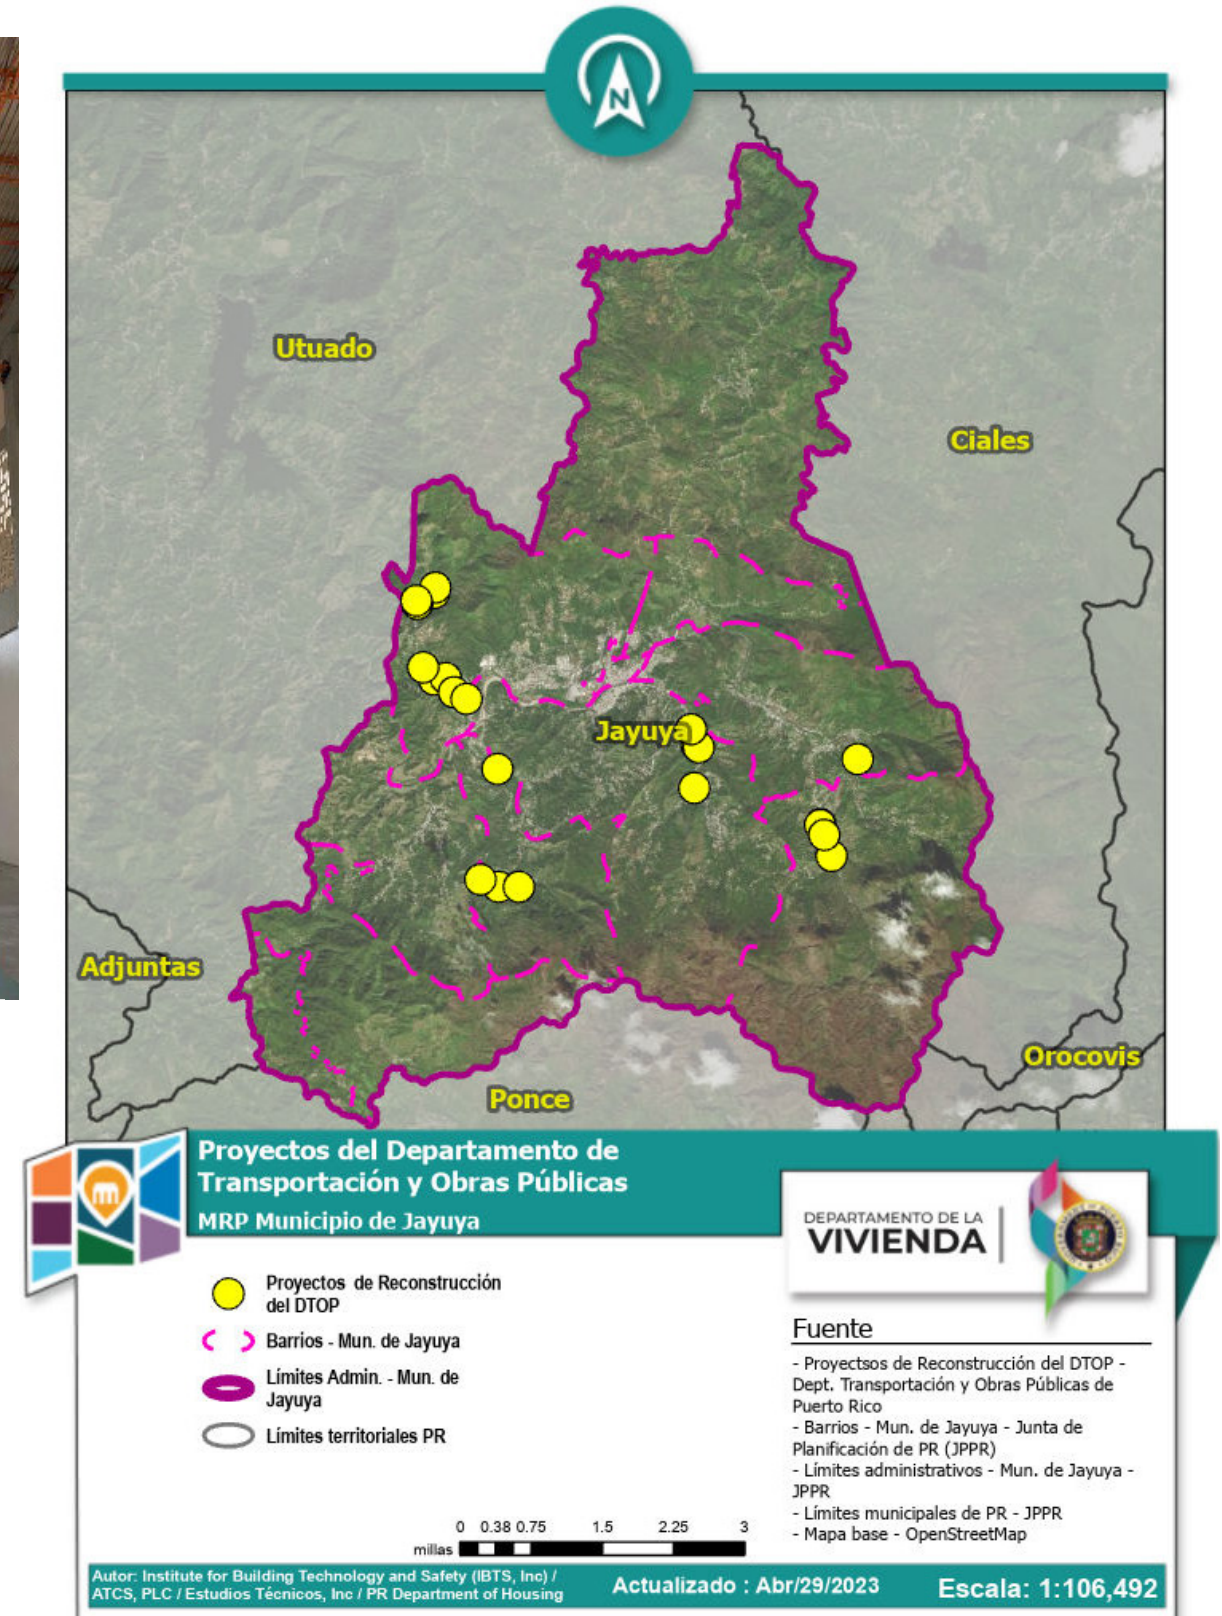 N
Utuado
Ciales
Jayuya
Adjuntas
Orocovis
Ponce
Proyectos del Departamento de
Transportación y Obras Públicas
MRP Municipio de Jayuya
DEPARTAMENTO DE LA
VIVIENDA
Proyectos de Reconstrucción
del DTOP
Barrios - Mun. de Jayuya
Límites Admin. - Mun. de
Jayuya
Límites territoriales PR
Fuente
- Proyectsos de Reconstrucción del DTOP -
Dept. Transportación y Obras Públicas de
Puerto Rico
- Barrios - Mun. de Jayuya - Junta de
Planificación de PR (JPPR)
- Límites administrativos - Mun. de Jayuya -
JPPR
- Límites municipales de PR - JPPR
- Mapa base - OpenStreetMap
0 0.38 0.75 1.5 2.25 3
millas
Autor: Institute for Building Technology and Safety (IBTS, Inc) /
ATCS, PLC / Estudios Técnicos, Inc / PR Department of Housing
Actualizado : Abr/29/2023
Escala: 1:106,492